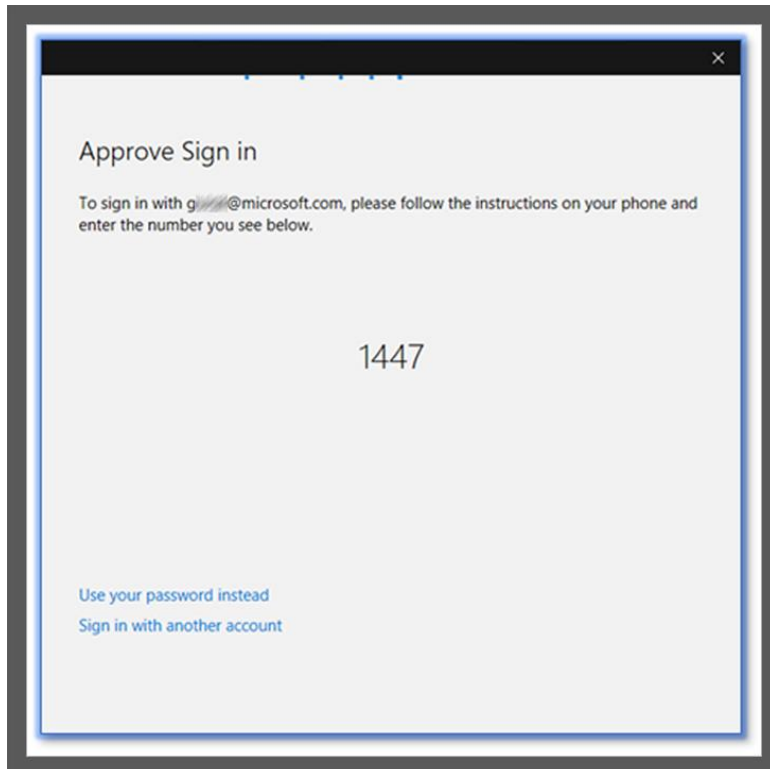 Approve Sign in
To sign in with g@microsoft.com, please follow the instructions on your phone and
enter the number you see below.
1447
Use your password instead
Sign in with another account